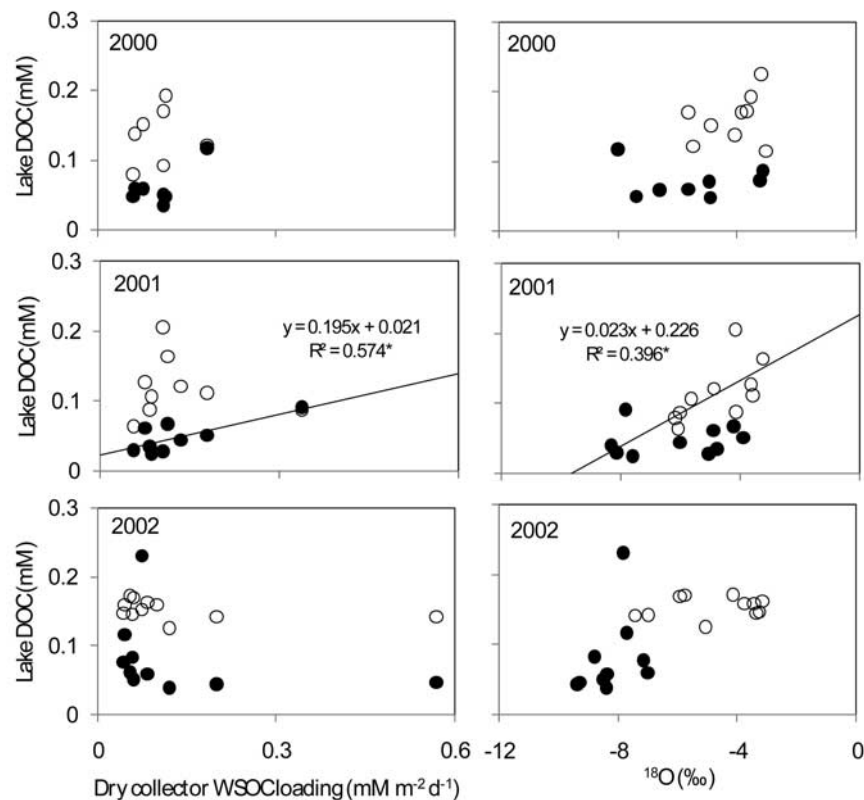 0.3
2000
0.2
Lake DOC(mM)
0.1
0
2000
0.3
2001
0.2
Lake DOC(mM)
0.1
0
y = 0.195x + 0.021
R² = 0.574*
2001
y = 0.023x + 0.226
R² = 0.396*
0.3
2002
0.2
Lake DOC(mM)
0.1
0
0 0.3 0.6
Dry collector WSOCloading (mM m⁻² d⁻¹)
2002
-12 -8 -4 0
¹⁸O (‰)